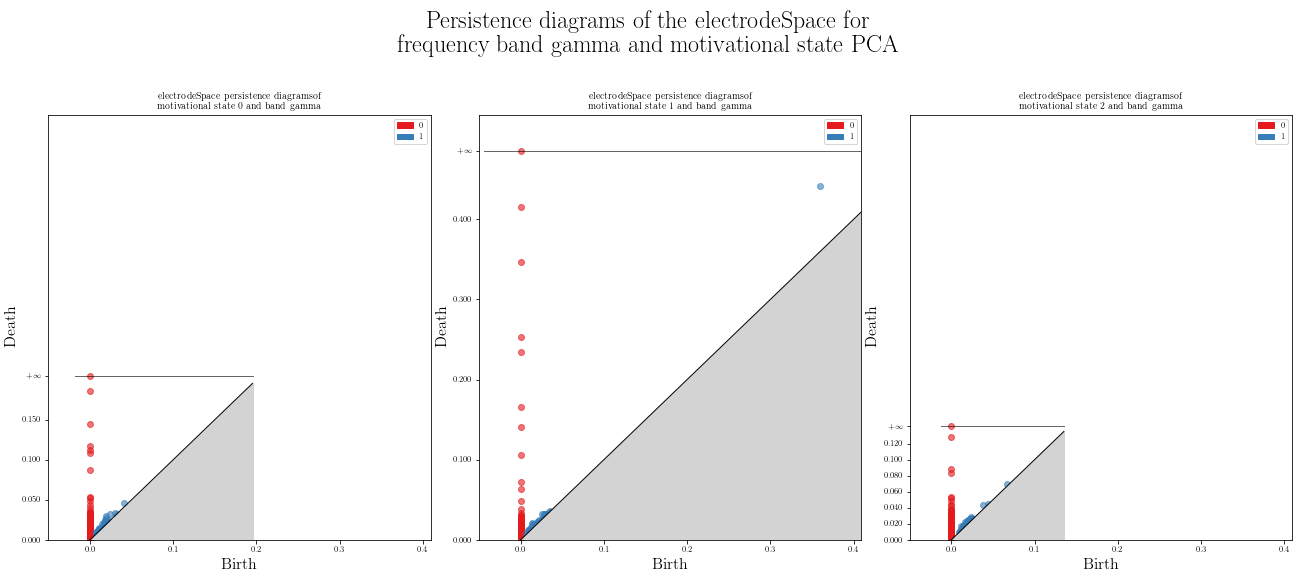 Persistence diagrams of the electrodeSpace for
frequency band gamma and motivational state PCA
electrodeSpace persistence diagramsof
motivational state 0 and band gamma
0
1
+∞
0.150
0.100
0.050
0.000
0.0
0.1
0.2
0.3
0.4
Death
Birth
electrodeSpace persistence diagramsof
motivational state 1 and band gamma
0
1
+∞
0.400
0.300
0.200
0.100
0.000
0.0
0.1
0.2
0.3
0.4
Death
Birth
electrodeSpace persistence diagramsof
motivational state 2 and band gamma
0
1
+∞
0.120
0.100
0.080
0.060
0.040
0.020
0.000
0.0
0.1
0.2
0.3
0.4
Death
Birth